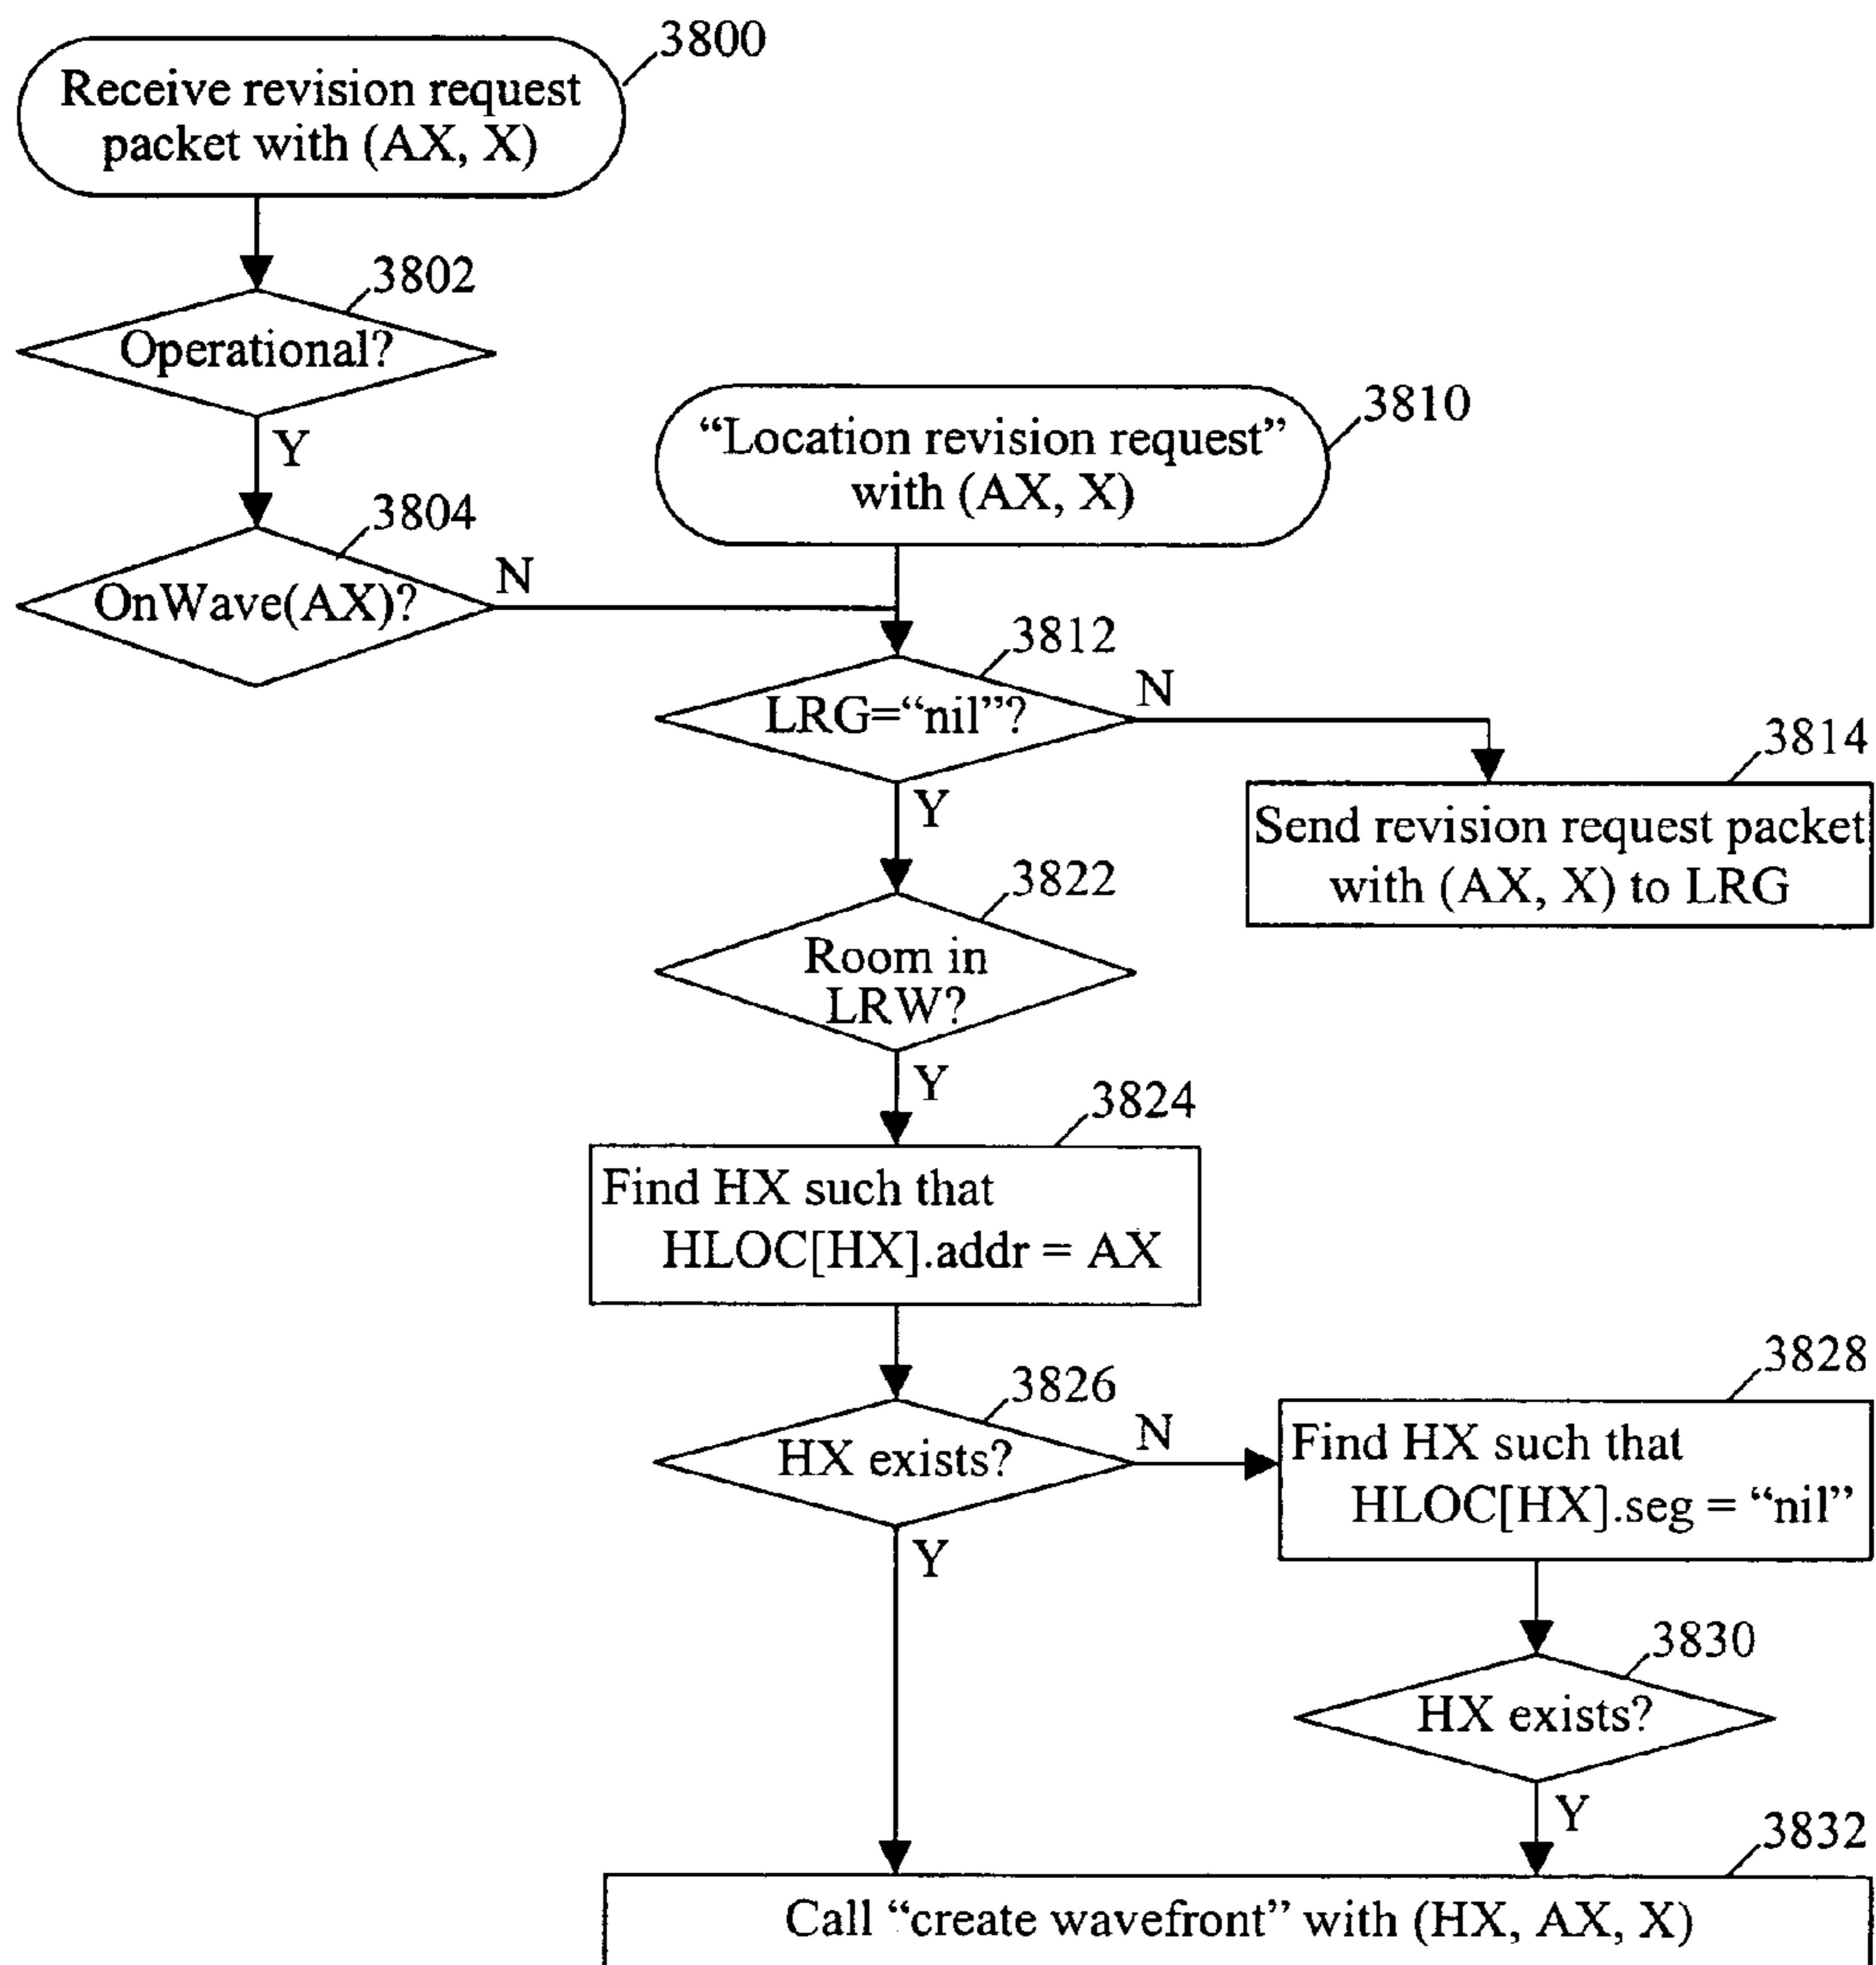 3800
Receive revision request
packet with (AX, X)
3802
Operational?
Y
3804
OnWave(AX)?
N
3810
“Location revision request”
with (AX, X)
3812
LRG=“nil”?
N
Y
3814
Send revision request packet
with (AX, X) to LRG
3822
Room in
LRW?
Y
3824
Find HX such that
HLOC[HX].addr = AX
3826
HX exists?
N
Y
3828
Find HX such that
HLOC[HX].seg = “nil”
3830
HX exists?
Y
3832
Call “create wavefront” with (HX, AX, X)